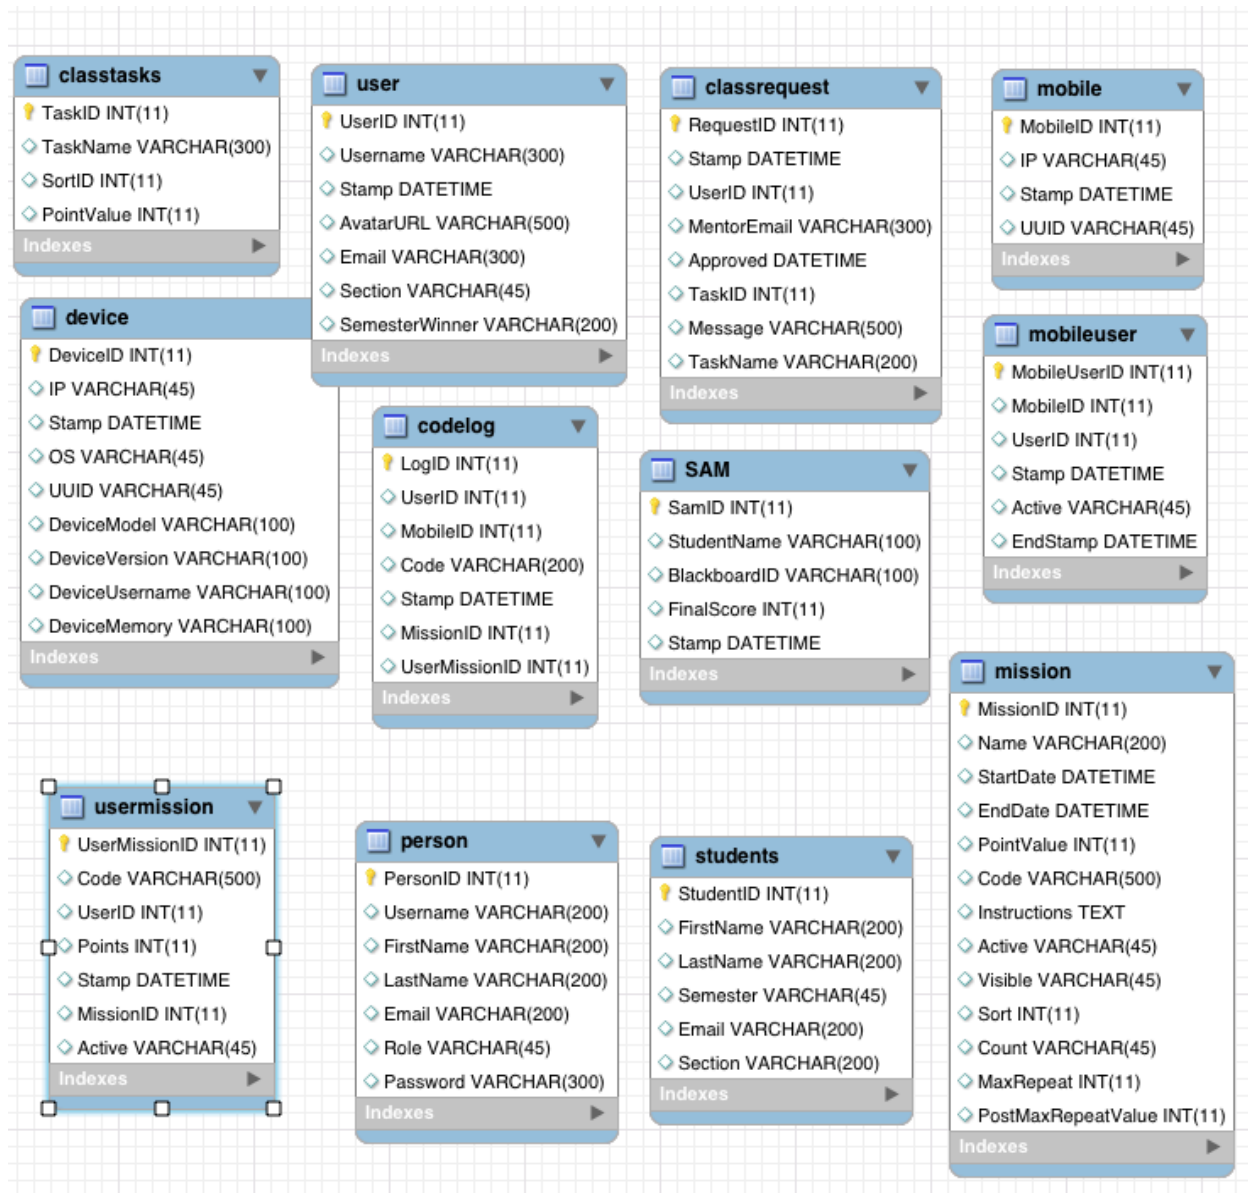 classtasks
TaskID INT(11)
TaskName VARCHAR(300)
SortID INT(11)
PointValue INT(11)
Indexes
user
UserID INT(11)
Username VARCHAR(300)
Stamp DATETIME
AvatarURL VARCHAR(500)
Email VARCHAR(300)
Section VARCHAR(45)
SemesterWinner VARCHAR(200)
Indexes
classrequest
RequestID INT(11)
Stamp DATETIME
UserID INT(11)
MentorEmail VARCHAR(300)
Approved DATETIME
TaskID INT(11)
Message VARCHAR(500)
TaskName VARCHAR(200)
Indexes
mobile
MobileID INT(11)
IP VARCHAR(45)
Stamp DATETIME
UUID VARCHAR(45)
Indexes
device
DeviceID INT(11)
IP VARCHAR(45)
Stamp DATETIME
OS VARCHAR(45)
UUID VARCHAR(45)
DeviceModel VARCHAR(100)
DeviceVersion VARCHAR(100)
DeviceUsername VARCHAR(100)
DeviceMemory VARCHAR(100)
Indexes
codelog
LogID INT(11)
UserID INT(11)
MobileID INT(11)
Code VARCHAR(200)
Stamp DATETIME
MissionID INT(11)
UserMissionID INT(11)
Indexes
SAM
SamID INT(11)
StudentName VARCHAR(100)
BlackboardID VARCHAR(100)
FinalScore INT(11)
Stamp DATETIME
Indexes
mobileuser
MobileUserID INT(11)
MobileID INT(11)
UserID INT(11)
Stamp DATETIME
Active VARCHAR(45)
EndStamp DATETIME
Indexes
usermission
UserMissionID INT(11)
Code VARCHAR(500)
UserID INT(11)
Points INT(11)
Stamp DATETIME
MissionID INT(11)
Active VARCHAR(45)
Indexes
person
PersonID INT(11)
Username VARCHAR(200)
FirstName VARCHAR(200)
LastName VARCHAR(200)
Email VARCHAR(200)
Role VARCHAR(45)
Password VARCHAR(300)
Indexes
students
StudentID INT(11)
FirstName VARCHAR(200)
LastName VARCHAR(200)
Semester VARCHAR(45)
Email VARCHAR(200)
Section VARCHAR(200)
Indexes
mission
MissionID INT(11)
Name VARCHAR(200)
StartDate DATETIME
EndDate DATETIME
PointValue INT(11)
Code VARCHAR(500)
Instructions TEXT
Active VARCHAR(45)
Visible VARCHAR(45)
Sort INT(11)
Count VARCHAR(45)
MaxRepeat INT(11)
PostMaxRepeatValue INT(11)
Indexes